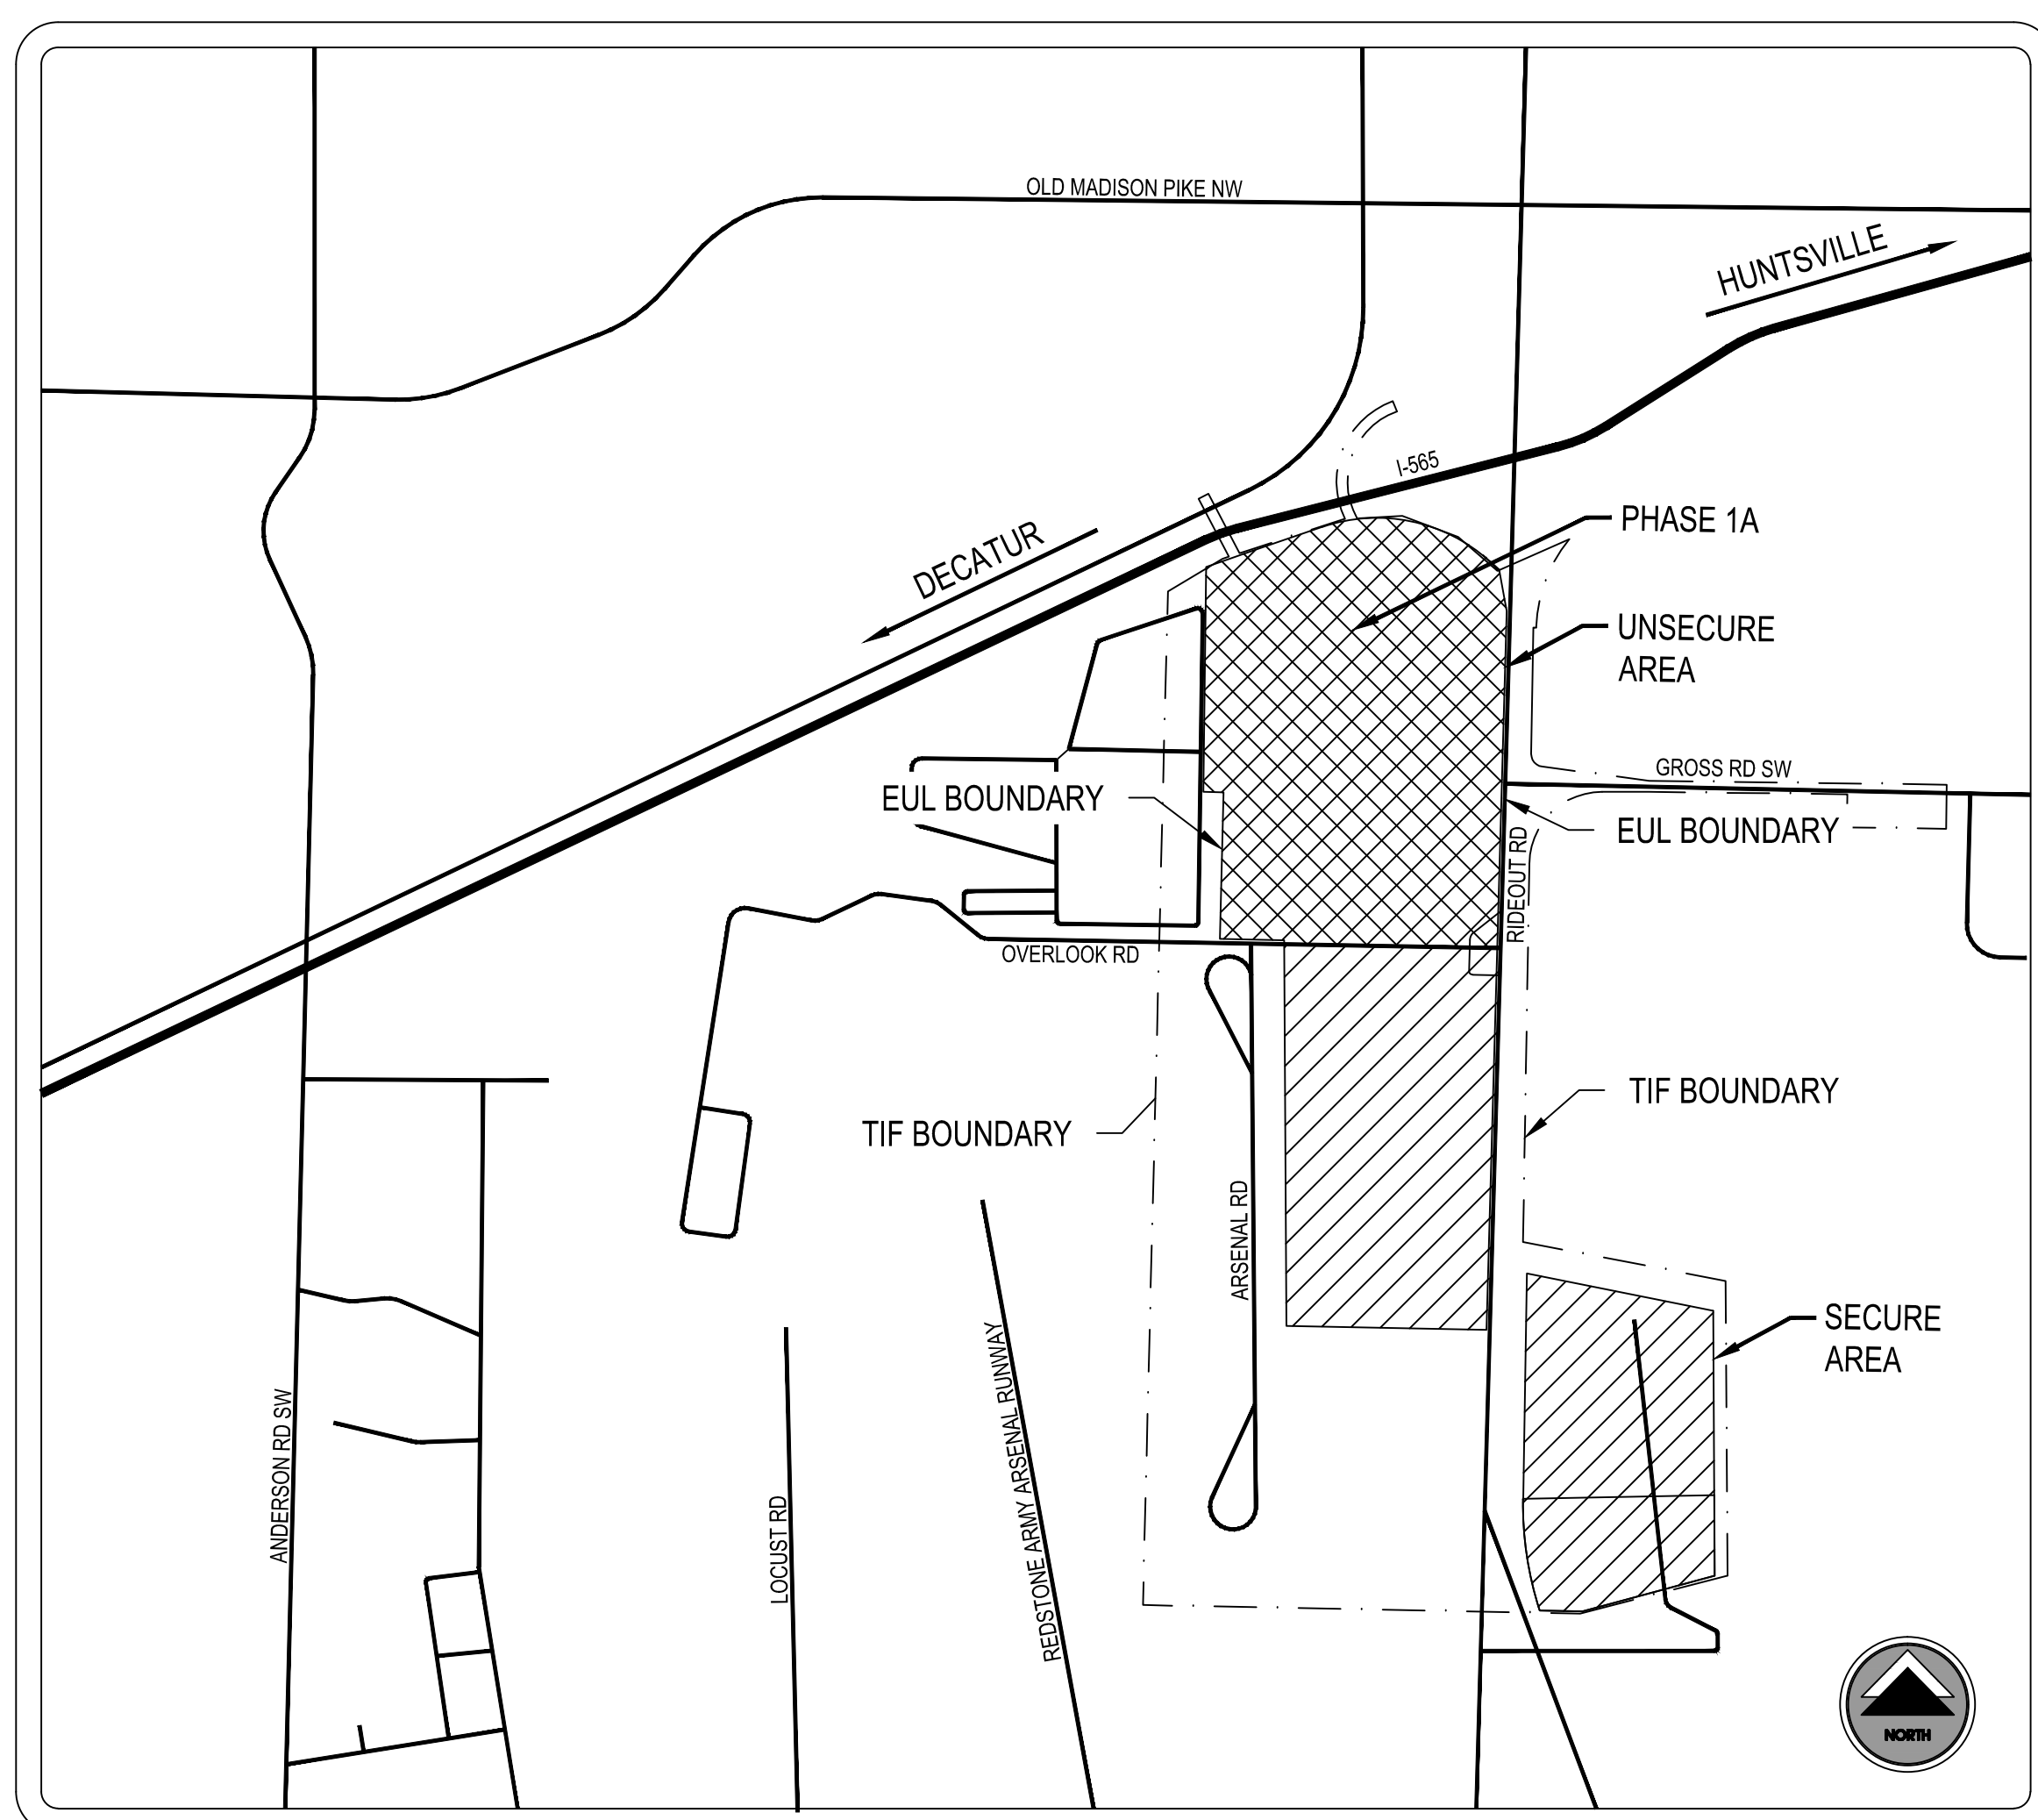 OLD MADISON PIKE NW
HUNTSVILLE
I-565
PHASE 1A
DECATUR
UNSECURE
AREA
GROSS RD SW
EUL BOUNDARY
EUL BOUNDARY
RIDEOUT RD
OVERLOOK RD
TIF BOUNDARY
TIF BOUNDARY
ARSENAL RD
SECURE
AREA
REDSTONE ARMY ARSENAL RUNWAY
ANDERSON RD SW
LOCUST RD
NORTH